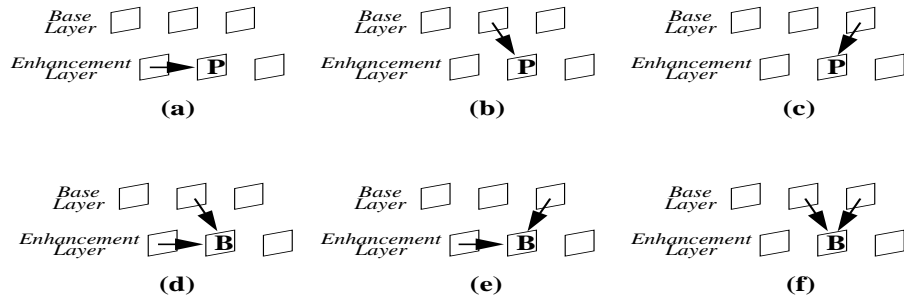 Base
Layer
Enhancement
Layer
P
(a)
Base
Layer
Enhancement
Layer
P
(b)
Base
Layer
Enhancement
Layer
P
(c)
Base
Layer
Enhancement
Layer
B
(d)
Base
Layer
Enhancement
Layer
B
(e)
Base
Layer
Enhancement
Layer
B
(f)